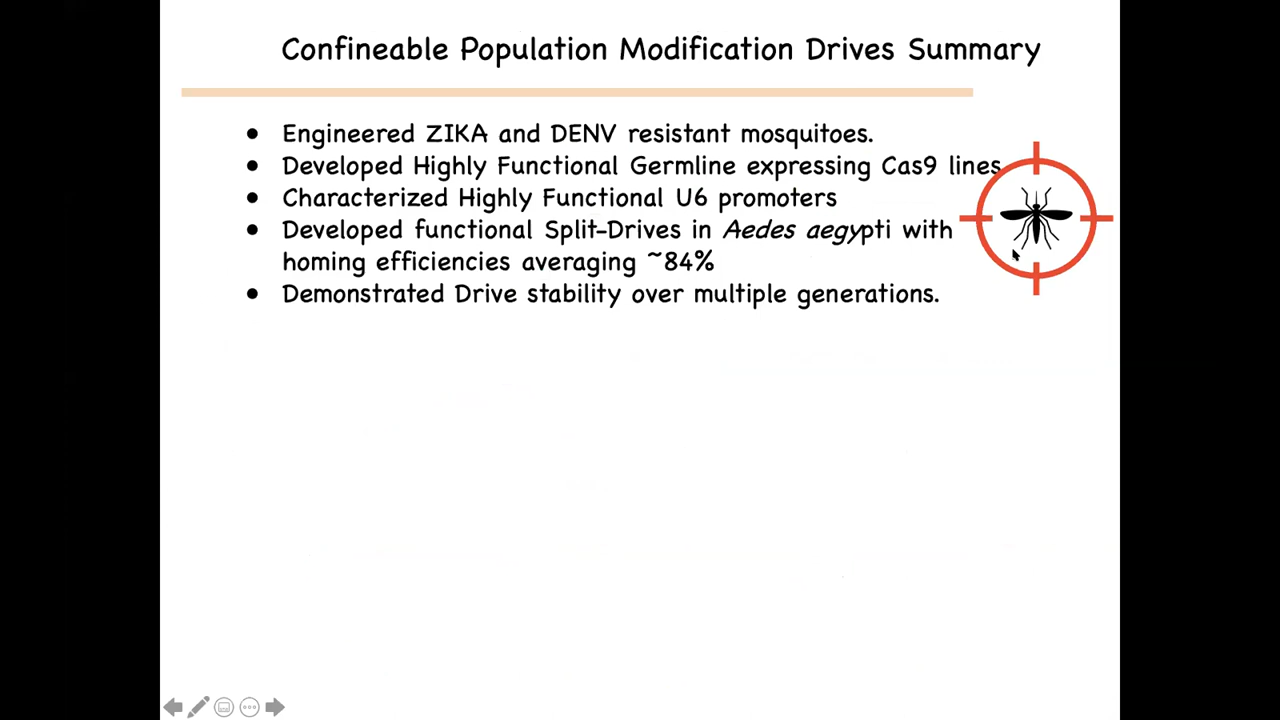 Confineable Population Modification Drives Summary
● Engineered ZIKA and DENV resistant mosquitoes.
● Developed Highly Functional Germline expressing Cas9 lines
● Characterized Highly Functional U6 promoters
● Developed functional Split-Drives in Aedes aegypti with
homing efficiencies averaging ~84%
● Demonstrated Drive stability over multiple generations.